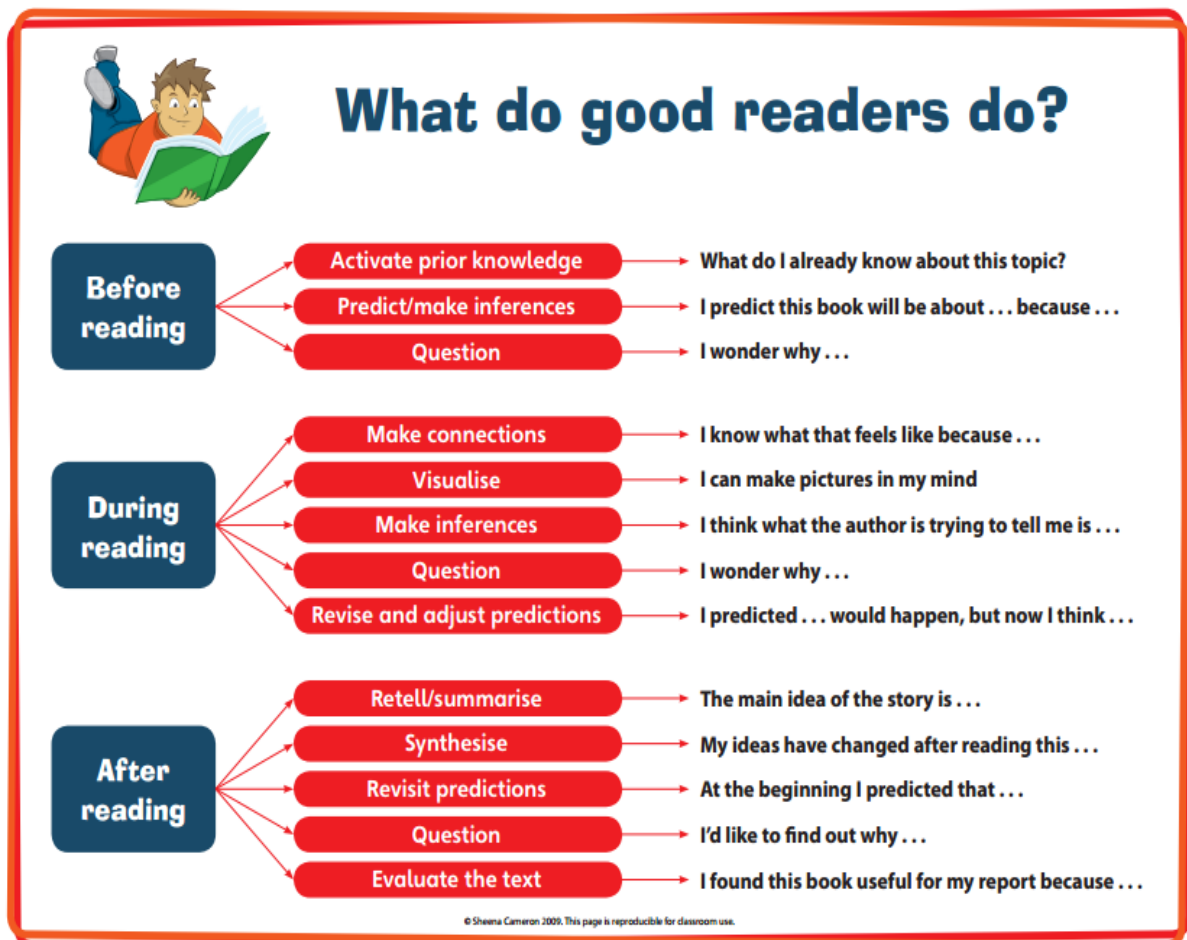 What do good readers do?
Before
reading
Activate prior knowledge
What do I already know about this topic?
Predict/make inferences
I predict this book will be about . . . because . . .
Question
I wonder why . . .
During
reading
Make connections
I know what that feels like because . . .
Visualise
I can make pictures in my mind
Make inferences
I think what the author is trying to tell me is . . .
Question
I wonder why . . .
Revise and adjust predictions
I predicted . . . would happen, but now I think . . .
After
reading
Retell/summarise
The main idea of the story is . . .
Synthesise
My ideas have changed after reading this . . .
Revisit predictions
At the beginning I predicted that . . .
Question
I'd like to find out why . . .
Evaluate the text
I found this book useful for my report because . . .
© Sheena Cameron 2009. This page is reproducible for classroom use.